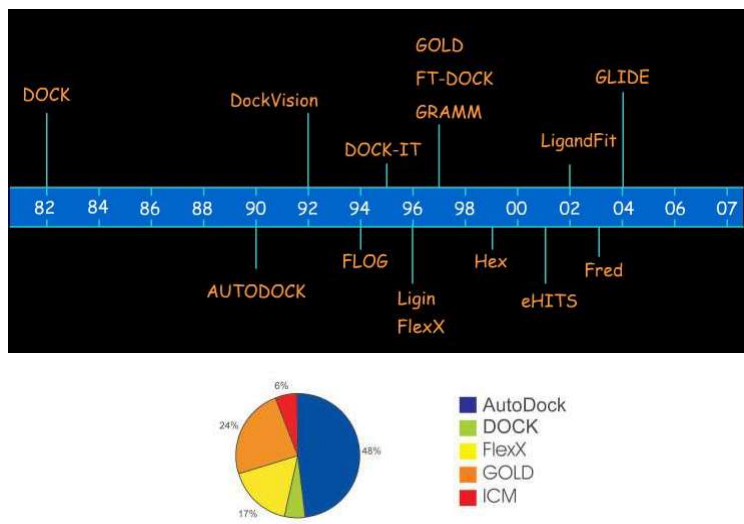 GOLD
FT-DOCK
GRAMM
GLIDE
DOCK
DockVision
DOCK-IT
LigandFit
82 84 86 88 90 92 94 96 98 00 02 04 06 07
AUTODOCK
FLOG
Ligin
FlexX
Hex
eHITS
Fred
6%
24%
48%
17%
AutoDock
DOCK
FlexX
GOLD
ICM